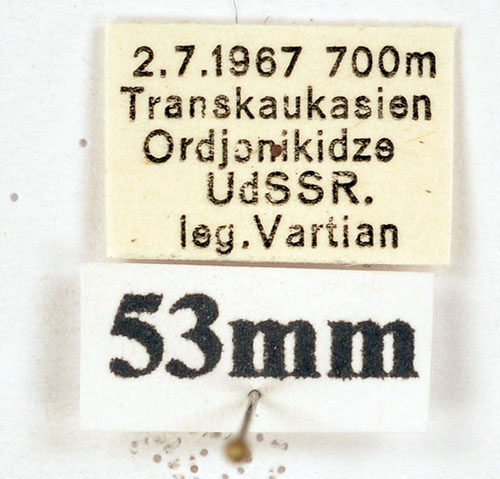 2.7.1967 700m
Transkaukasien
Ordjonikidze
UdSSR.
leg.Vartian
53mm